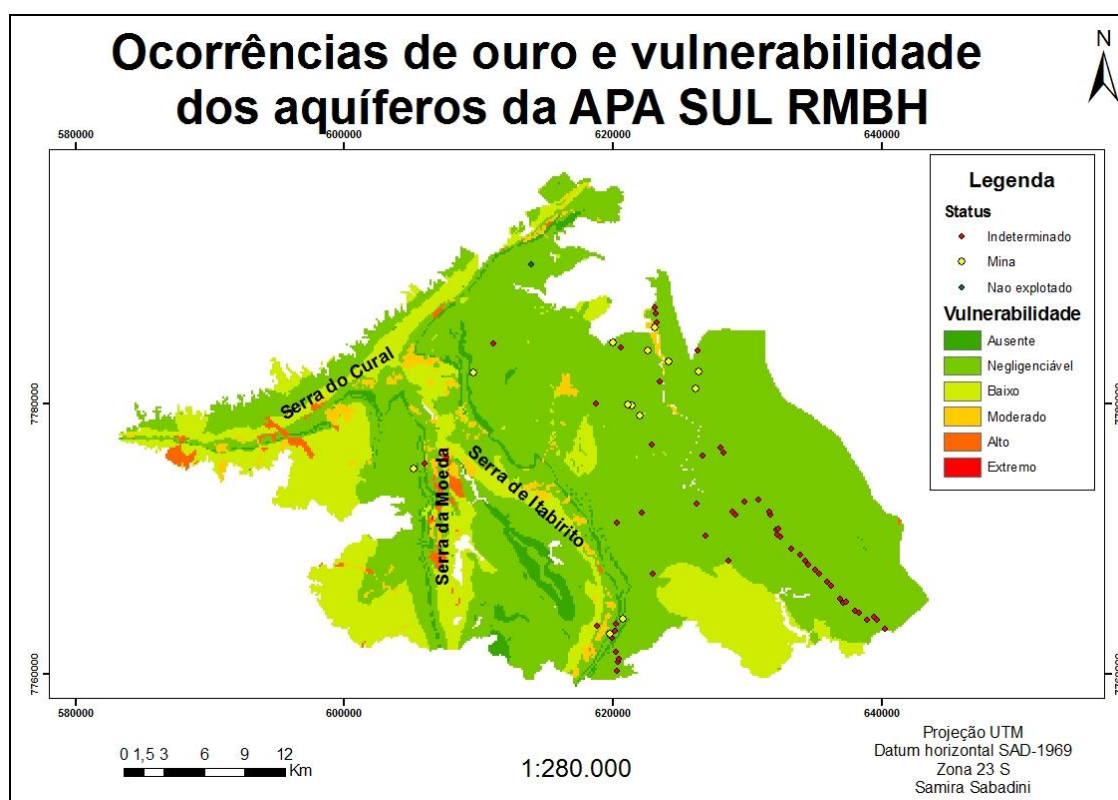 Ocorrências de ouro e vulnerabilidade
dos aquíferos da APA SUL RMBH
N
580000
600000
620000
640000
7780000
7760000
7780000
7760000
Legenda
Status
Indeterminado
Mina
Nao explotado
Vulnerabilidade
Ausente
Negligenciável
Baixo
Moderado
Alto
Extremo
Serra do Cural
Serra da Moeda
Serra de Itabirito
580000
600000
620000
640000
0 1,5 3 6 9 12
Km
1:280.000
Projeção UTM
Datum horizontal SAD-1969
Zona 23 S
Samira Sabadini